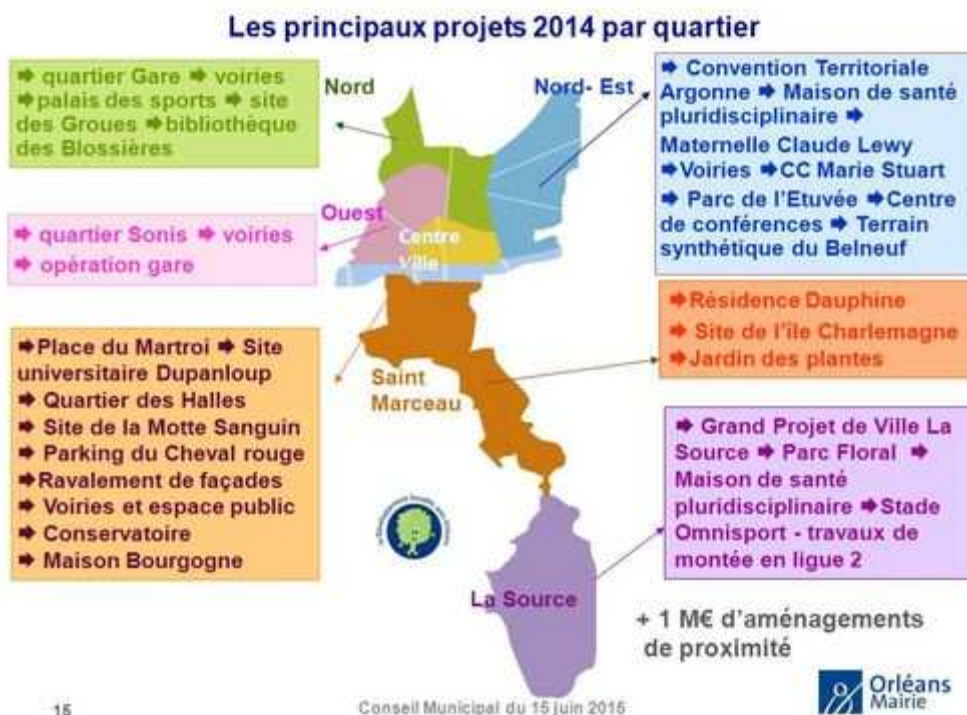 Les principaux projets 2014 par quartier
➡ quartier Gare ➡ voiries
➡palais des sports ➡ site
des Groues ➡bibliothèque
des Blossières
Nord
Nord- Est
➡ Convention Territoriale
Argonne ➡ Maison de santé
pluridisciplinaire ➡
Maternelle Claude Lewy
➡Voiries ➡CC Marie Stuart
➡ Parc de l'Etuvée ➡Centre
de conférences ➡ Terrain
synthétique du Belneuf
Ouest
➡ quartier Sonis ➡ voiries
➡ opération gare
Centre
Ville
➡Résidence Dauphine
➡ Site de l'île Charlemagne
➡Jardin des plantes
➡Place du Martroi ➡ Site
universitaire Dupanloup
➡ Quartier des Halles
➡ Site de la Motte Sanguin
➡ Parking du Cheval rouge
➡Ravalement de façades
➡ Voiries et espace public
➡ Conservatoire
➡ Maison Bourgogne
Saint
Marceau
➡ Grand Projet de Ville La
Source ➡ Parc Floral ➡
Maison de santé
pluridisciplinaire ➡Stade
Omnisport - travaux de
montée en ligue 2
La Source
+ 1 M€ d'aménagements
de proximité
15
Conseil Municipal du 15 juin 2015
Orléans
Mairie